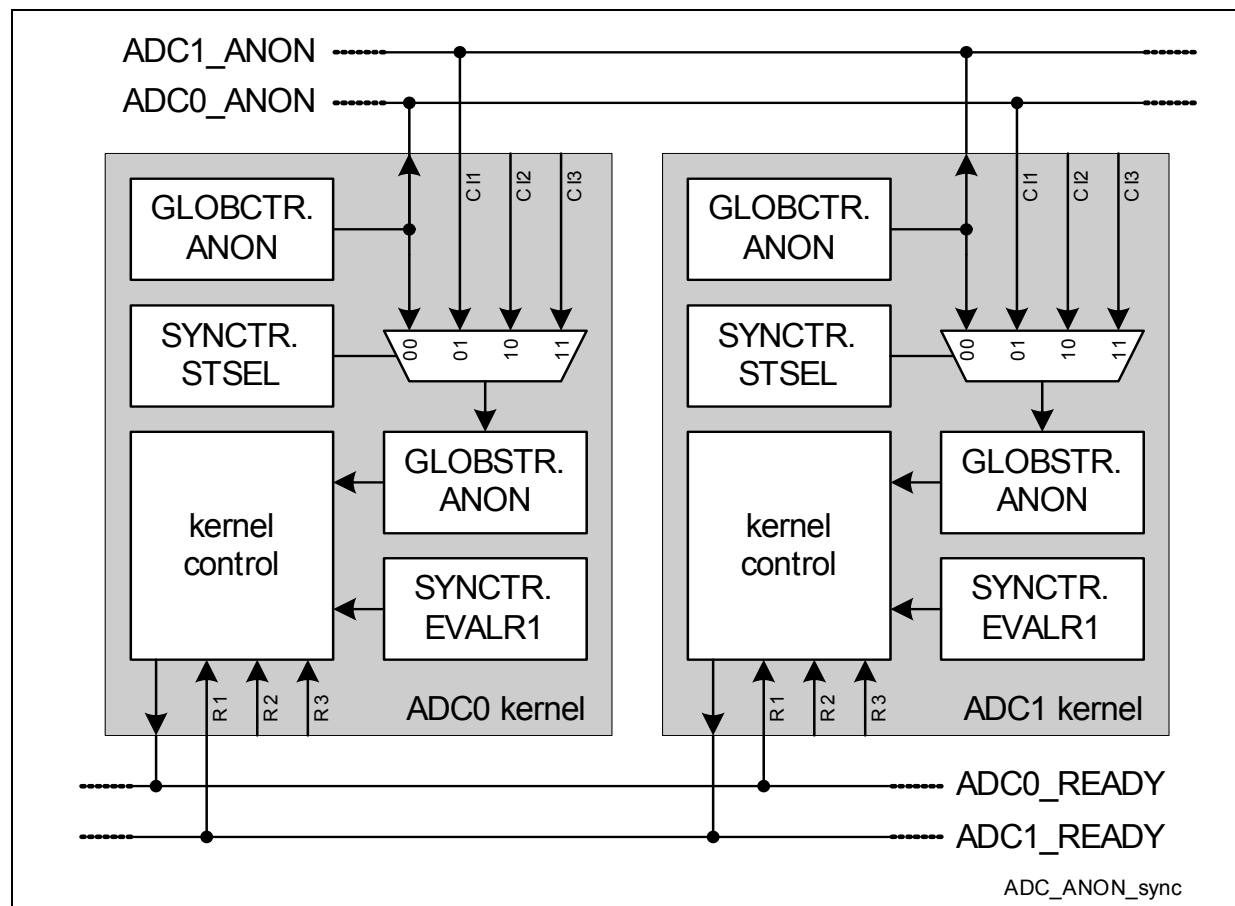 ADC1_ANON
ADC0_ANON
GLOBCTR.
ANON
CI1
CI2
CI3
SYNCTR.
STSEL
00
01
10
11
kernel
control
GLOBSTR.
ANON
SYNCTR.
EVALR1
R1
R2
R3
ADC0 kernel
GLOBCTR.
ANON
CI1
CI2
CI3
SYNCTR.
STSEL
00
01
10
11
kernel
control
GLOBSTR.
ANON
SYNCTR.
EVALR1
R1
R2
R3
ADC1 kernel
ADC0_READY
ADC1_READY
ADC_ANON_sync